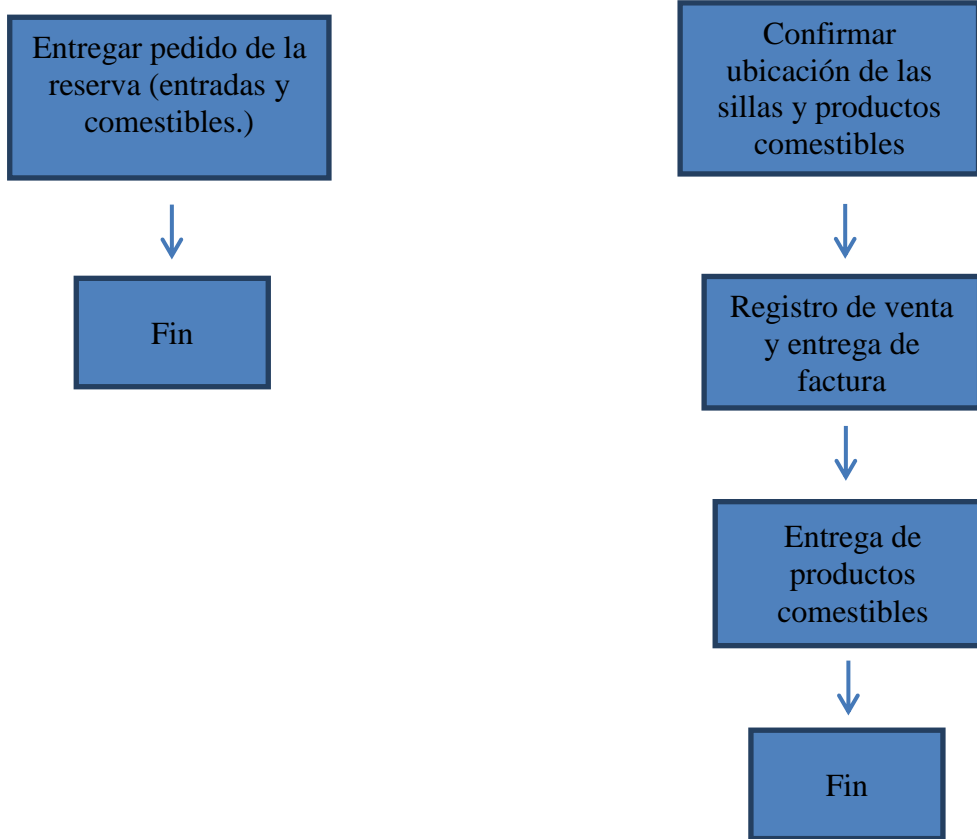 Entregar pedido de la
reserva (entradas y
comestibles.)
Fin
Confirmar
ubicación de las
sillas y productos
comestibles
Registro de venta
y entrega de
factura
Entrega de
productos
comestibles
Fin